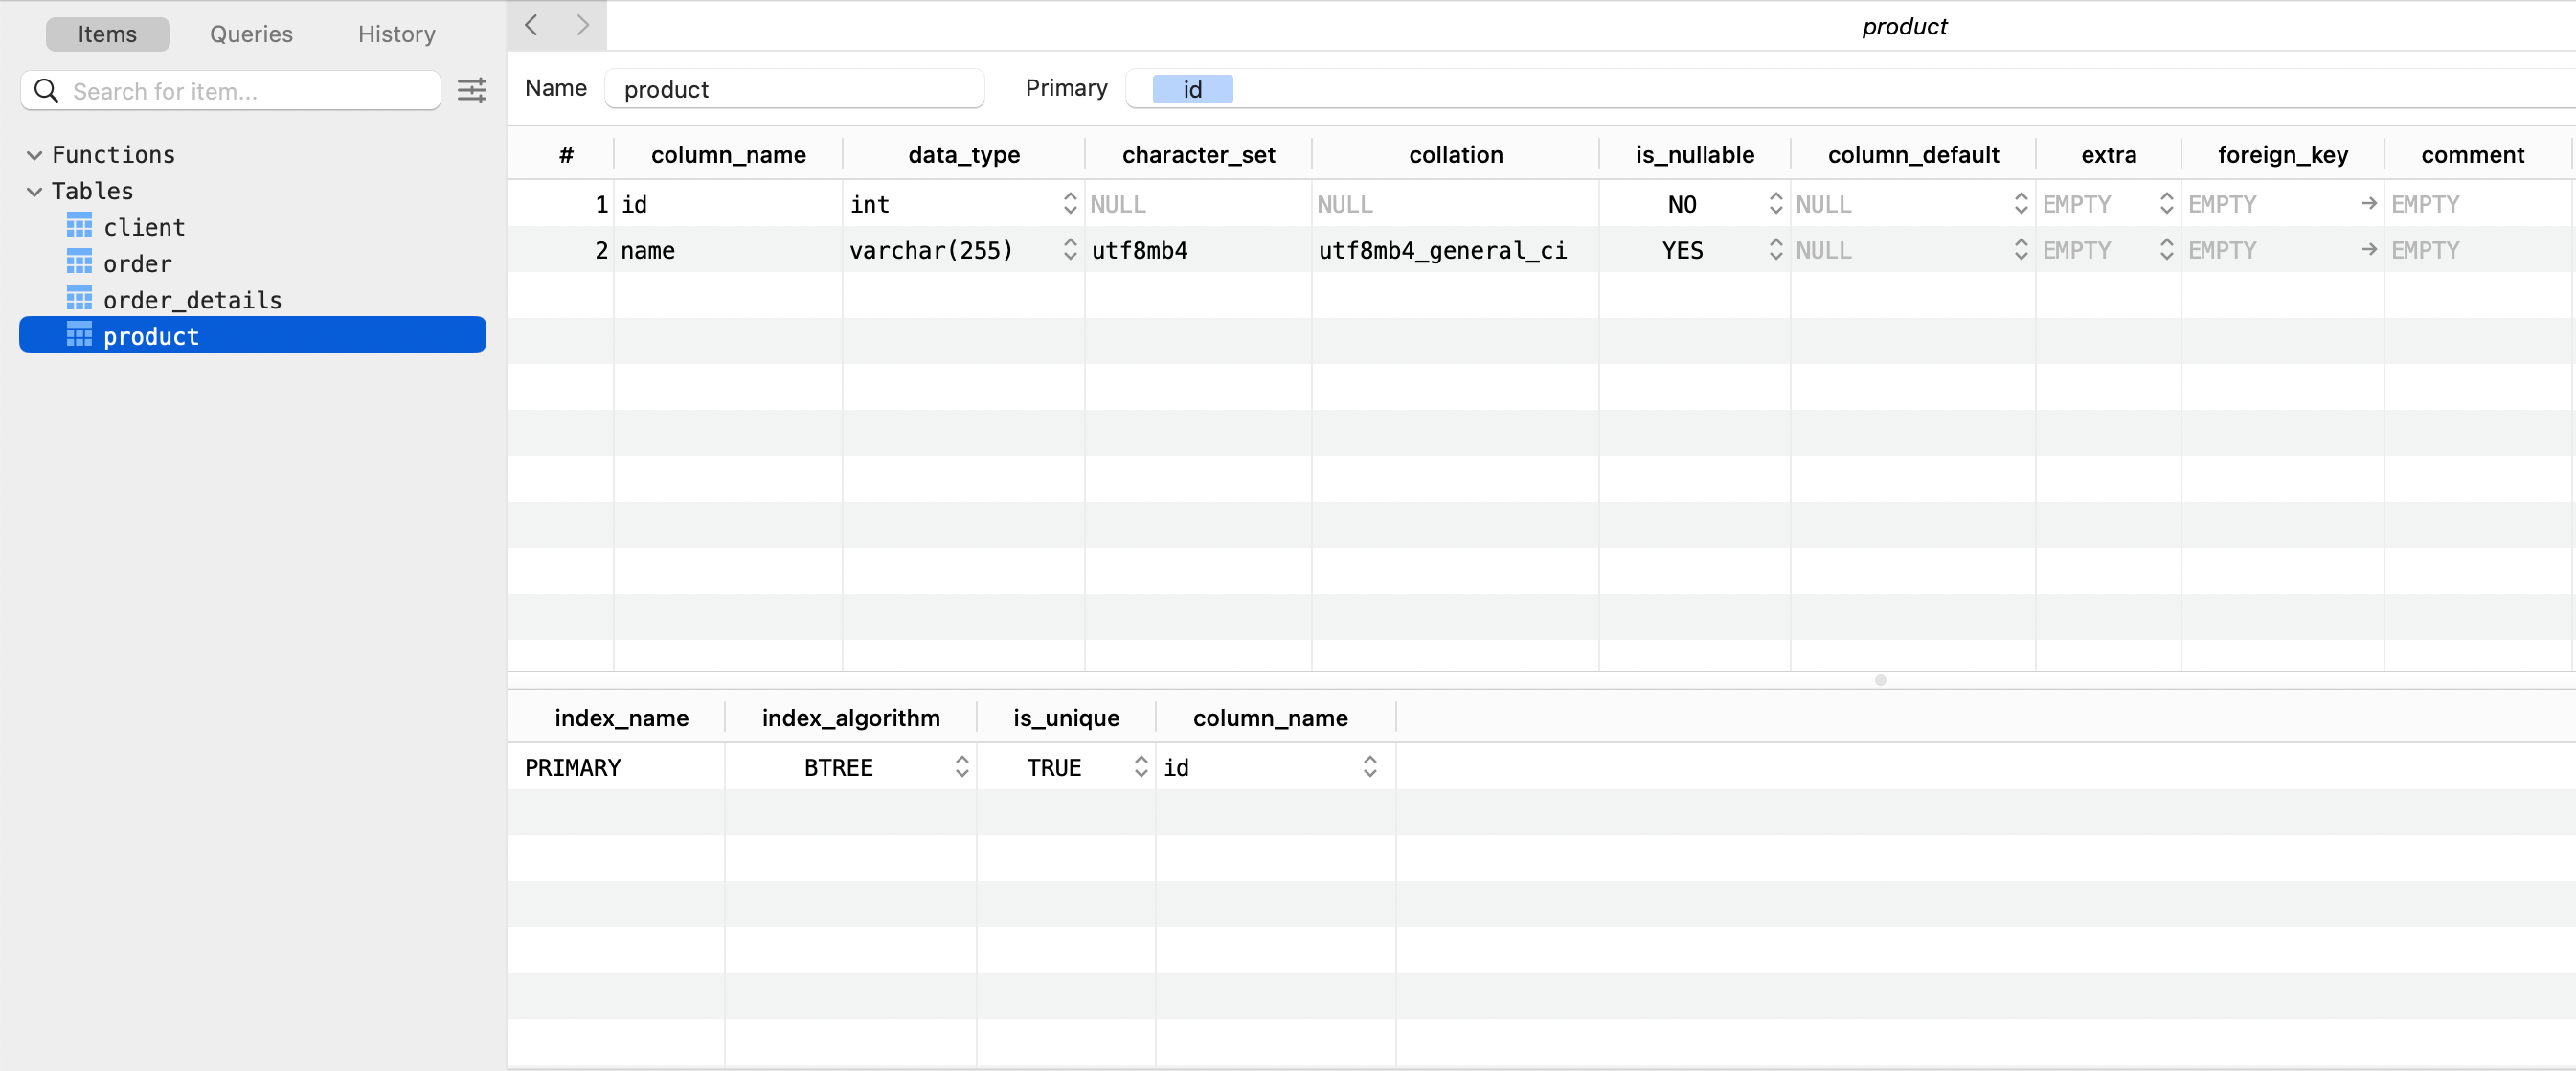 Items Queries History
Search for item...
Functions
Tables
client
order
order_details
product
product
Name product Primary id
# column_name data_type character_set collation is_nullable column_default extra foreign_key comment
1 id int NULL NULL NO NULL EMPTY EMPTY EMPTY
2 name varchar(255) utf8mb4 utf8mb4_general_ci YES NULL EMPTY EMPTY EMPTY
index_name index_algorithm is_unique column_name
PRIMARY BTREE TRUE id